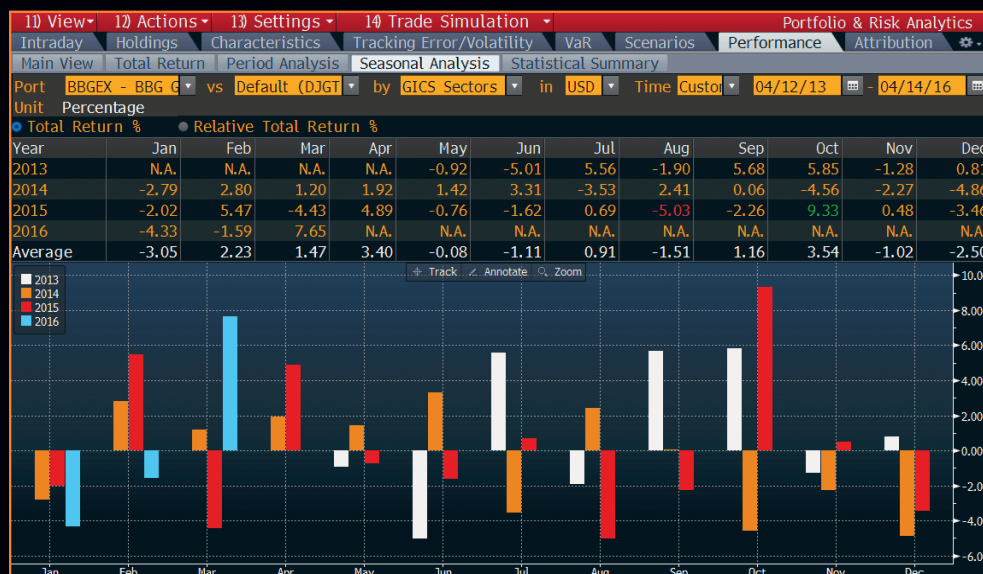 11) View 12) Actions 13) Settings 14) Trade Simulation Portfolio & Risk Analytics
Intraday Holdings Characteristics Tracking Error/Volatility VaR Scenarios Performance Attribution
Main View Total Return Period Analysis Seasonal Analysis Statistical Summary
Port BBGEX - BBG G vs Default (DJGT by GICS Sectors in USD Time Custor 04/12/13 - 04/14/16
Unit Percentage
Total Return % Relative Total Return %
Year Jan Feb Mar Apr May Jun Jul Aug Sep Oct Nov Dec
2013 N.A. N.A. N.A. N.A. -0.92 -5.01 5.56 -1.90 5.68 5.85 -1.28 0.81
2014 -2.79 2.80 1.20 1.92 1.42 3.31 -3.53 2.41 0.06 -4.56 -2.27 -4.86
2015 -2.02 5.47 -4.43 4.89 -0.76 -1.62 0.69 -5.03 -2.26 9.33 0.48 -3.46
2016 -4.33 -1.59 7.65 N.A. N.A. N.A. N.A. N.A. N.A. N.A. N.A. N.A.
Average -3.05 2.23 1.47 3.40 -0.08 -1.11 0.91 -1.51 1.16 3.54 -1.02 -2.50
Track Annotate Zoom
2013
2014
2015
2016
10.00
8.00
6.00
4.00
2.00
0.00
-2.00
-4.00
-6.00
Jan Feb Mar Apr May Jun Jul Aug Sep Oct Nov Dec